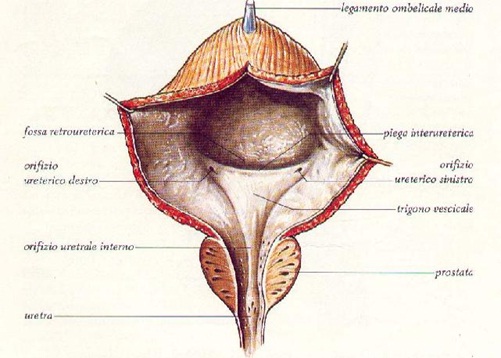 legamento ombelicale medio
fossa retroureterica
piega interureterica
orifizio
ureterico destro
orifizio
ureterico sinistro
trigono vescicale
orifizio uretrale interno
prostata
uretra